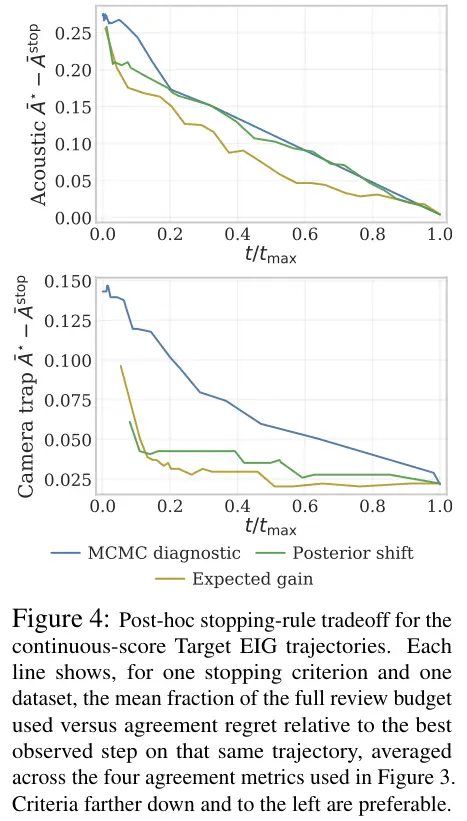 0.25
0.20
0.15
0.10
0.05
0.00
Acoustic Ā⋆ − Ā^stop
0.0 0.2 0.4 0.6 0.8 1.0
t/t_max
0.150
0.125
0.100
0.075
0.050
0.025
Camera trap Ā⋆ − Ā^stop
0.0 0.2 0.4 0.6 0.8 1.0
t/t_max
MCMC diagnostic Posterior shift
Expected gain
Figure 4: Post-hoc stopping-rule tradeoff for the
continuous-score Target EIG trajectories. Each
line shows, for one stopping criterion and one
dataset, the mean fraction of the full review budget
used versus agreement regret relative to the best
observed step on that same trajectory, averaged
across the four agreement metrics used in Figure 3.
Criteria farther down and to the left are preferable.